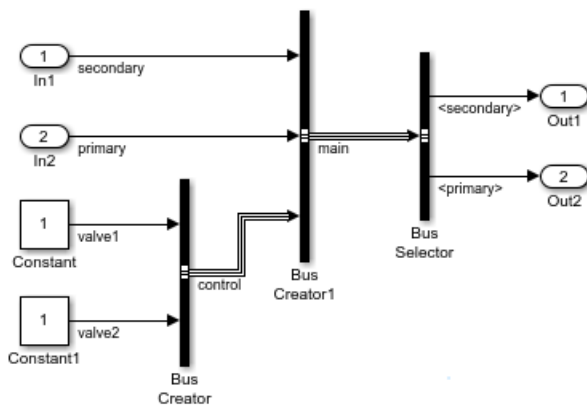 1
In1
secondary
2
In2
primary
1
Constant
valve1
1
Constant1
valve2
Bus
Creator
control
Bus
Creator1
main
Bus
Selector
<secondary>
1
Out1
<primary>
2
Out2